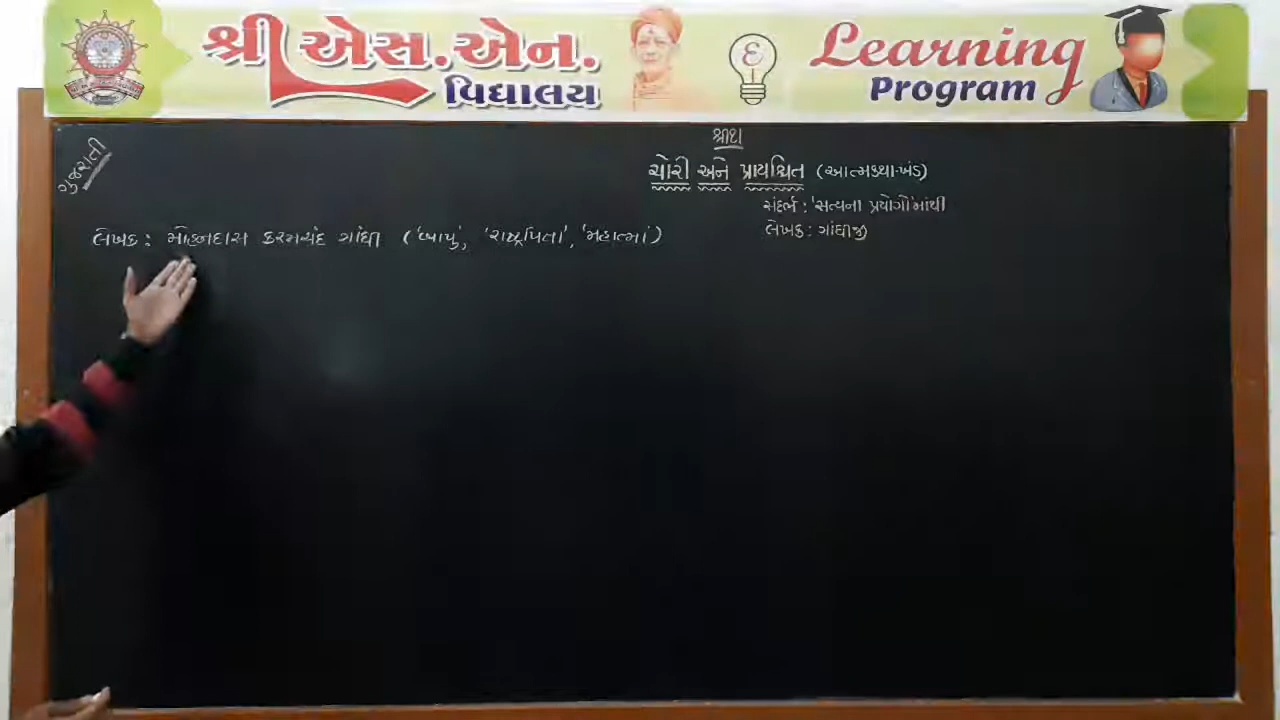 શ્રી એસ.એન.
વિદ્યાલય
Learning
Program
ગુજરાતી
ચોરી અને પ્રાયશ્ચિત (આત્મકથા-ખંડ)
સંદર્ભ : 'સત્યના પ્રયોગો'માંથી
લેખક : ગાંધીજી
લેખક : મોહનદાસ કરમચંદ ગાંધી ('બાપુ', 'રાષ્ટ્રપિતા', 'મહાત્મા')